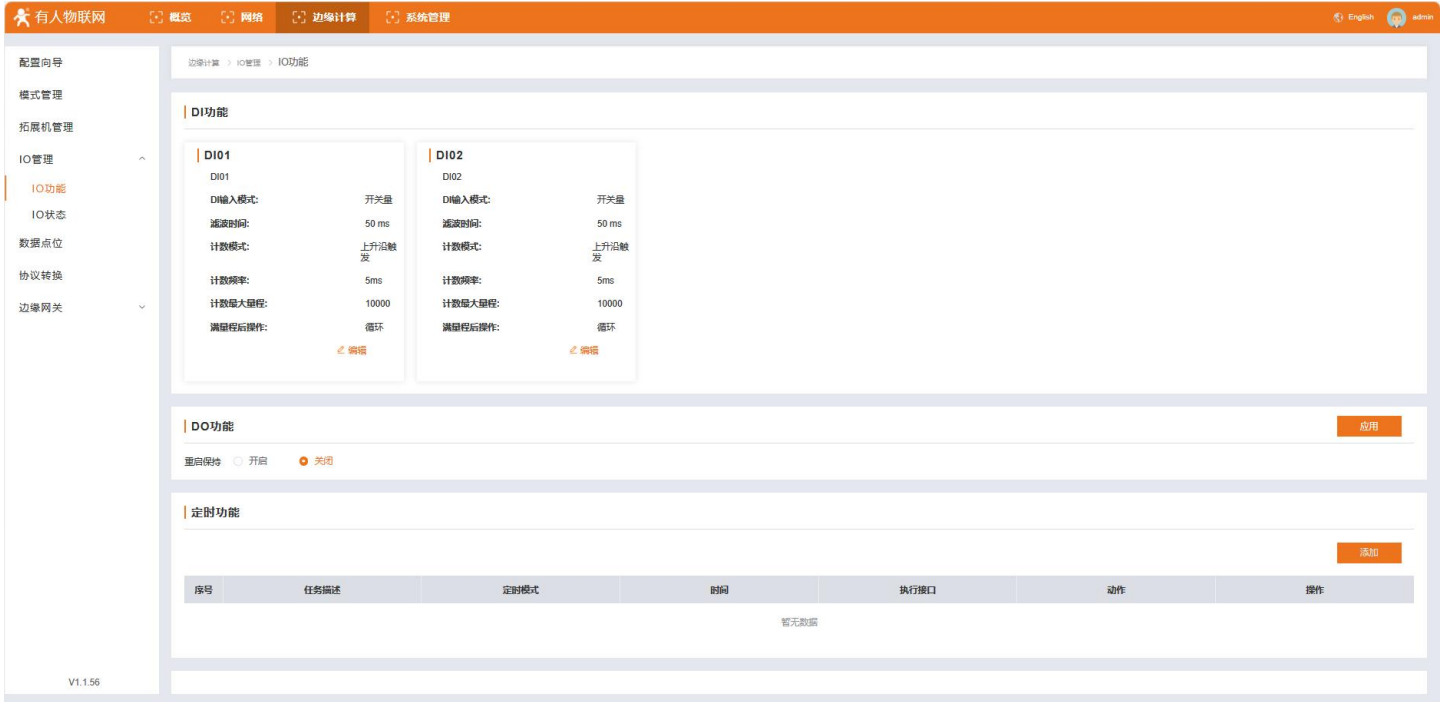 有人物联网 概览 网络 边缘计算 系统管理 English admin
配置向导
模式管理
拓展机管理
IO管理
IO功能
IO状态
数据点位
协议转换
边缘网关
V1.1.56
边缘计算 > IO管理 > IO功能
DI功能
DI01
DI01
DI输入模式: 开关量
滤波时间: 50 ms
计数模式: 上升沿触
发
计数频率: 5ms
计数最大量程: 10000
满量程后操作: 循环
编辑
DI02
DI02
DI输入模式: 开关量
滤波时间: 50 ms
计数模式: 上升沿触
发
计数频率: 5ms
计数最大量程: 10000
满量程后操作: 循环
编辑
DO功能 应用
重启保持 开启 关闭
定时功能
添加
序号 任务描述 定时模式 时间 执行接口 动作 操作
暂无数据